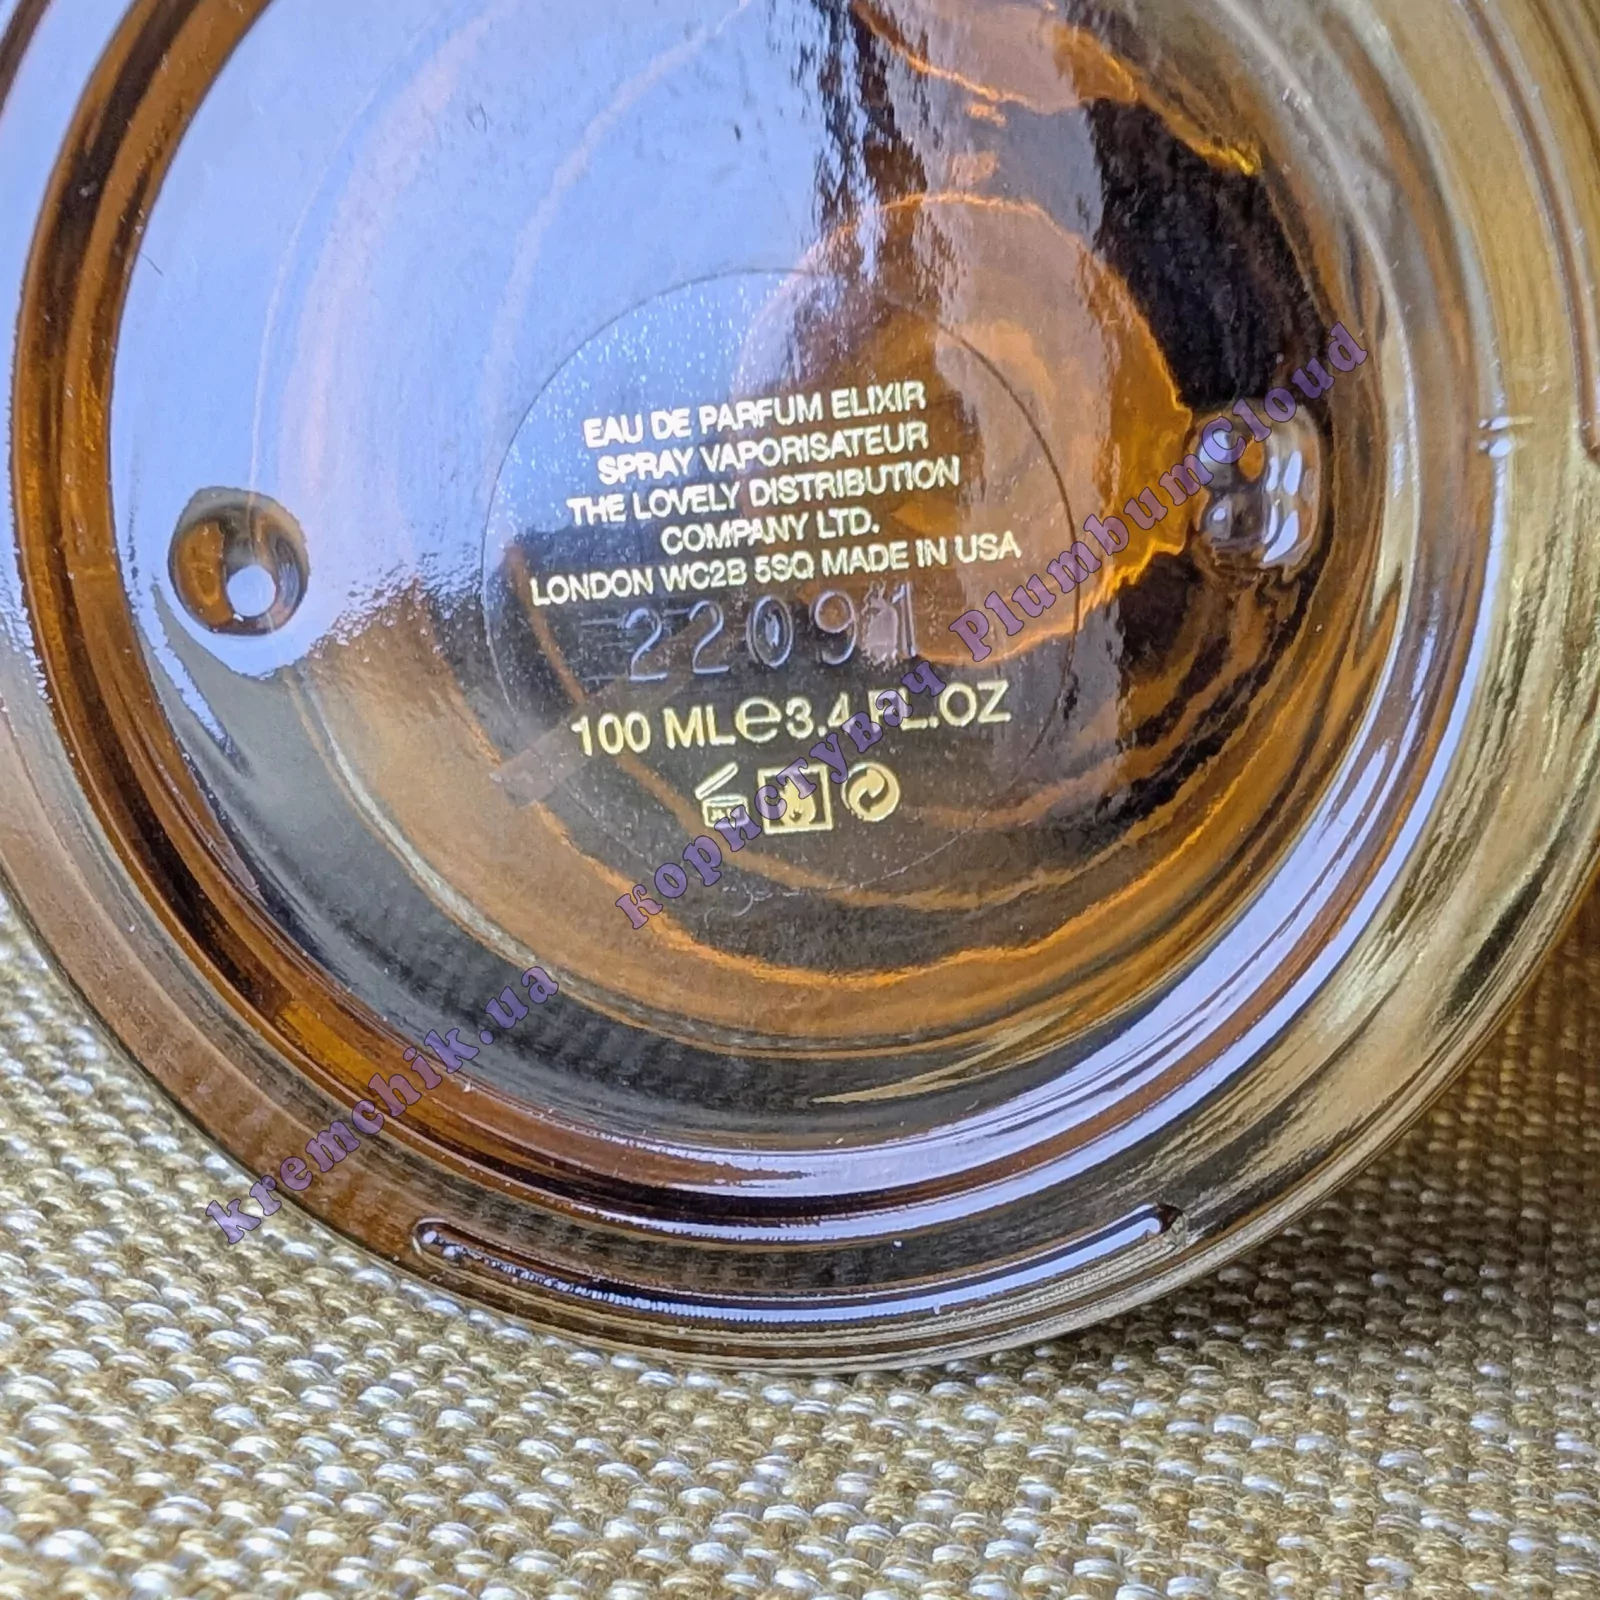 EAU DE PARFUM ELIXIR
SPRAY VAPORISATEUR
THE LOVELY DISTRIBUTION
COMPANY LTD.
LONDON WC2B 5SQ MADE IN USA
22091
100 ML℮3.4 FL.OZ
kremchik.ua користувач PlumbumCloud